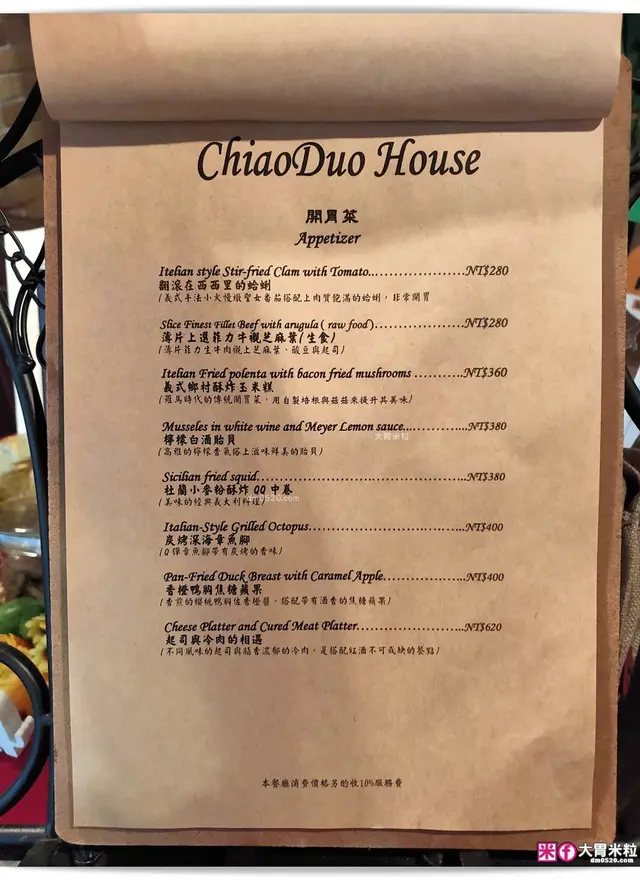 ChiaoDuo House
開胃菜
Appetizer
Itelian style Stir-fried Clam with Tomato.....................NT$280
翻滾在西西里的蛤蜊
(義式手法小火慢燉聖女番茄搭配上肉質飽滿的蛤蜊，非常開胃
Slice Finest Fillet Beef with arugula ( raw food )......................NT$280
薄片上選菲力牛襯芝麻葉(生食)
(薄片菲力生牛肉襯上芝麻葉、酸豆與起司)
Itelian Fried polenta with bacon fried mushrooms ...........NT$360
義式鄉村酥炸玉米糕
(羅馬時代的傳統開胃菜，用自製培根與菇菇來提升其美味)
Musseles in white wine and Meyer Lemon sauce................NT$380
大胃米粒
檸檬白酒貽貝
(高雅的檸檬香氣搭上滋味鮮美的貽貝)
Sicilian fried squid................................................NT$380
杜蘭小麥粉酥炸 QQ 中卷
(美味的經典義大利料理)
dm0520.com
Italian-Style Grilled Octopus....................................NT$400
炭烤深海章魚腳
(Q彈章魚腳帶有炭烤的香味)
Pan-Fried Duck Breast with Caramel Apple...................NT$400
香橙鴨胸焦糖蘋果
(香煎的櫻桃鴨胸佐香橙醬，搭配帶有酒香的焦糖蘋果)
Cheese Platter and Cured Meat Platter.........................NT$620
起司與冷肉的相遇
(不同風味的起司與脂香濃郁的冷肉，是搭配紅酒不可或缺的餐點)
本餐廳消費價格另酌收10%服務費
米 f 大胃米粒
dm0520.com